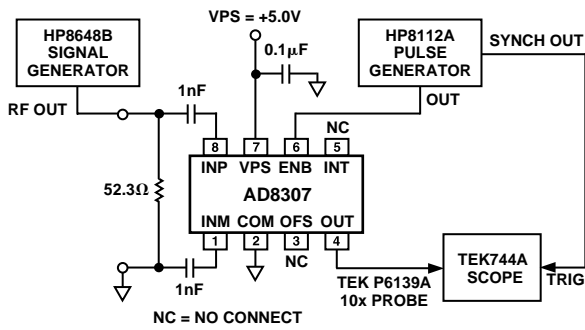 HP8648B
SIGNAL
GENERATOR
VPS = +5.0V
HP8112A
PULSE
GENERATOR
SYNCH OUT
0.1μF
OUT
RF OUT
1nF
NC
8 7 6 5
INP VPS ENB INT
52.3Ω
AD8307
INM COM OFS OUT
1 2 3 4
NC
1nF
TEK P6139A
10x PROBE
TEK744A
SCOPE
TRIG
NC = NO CONNECT